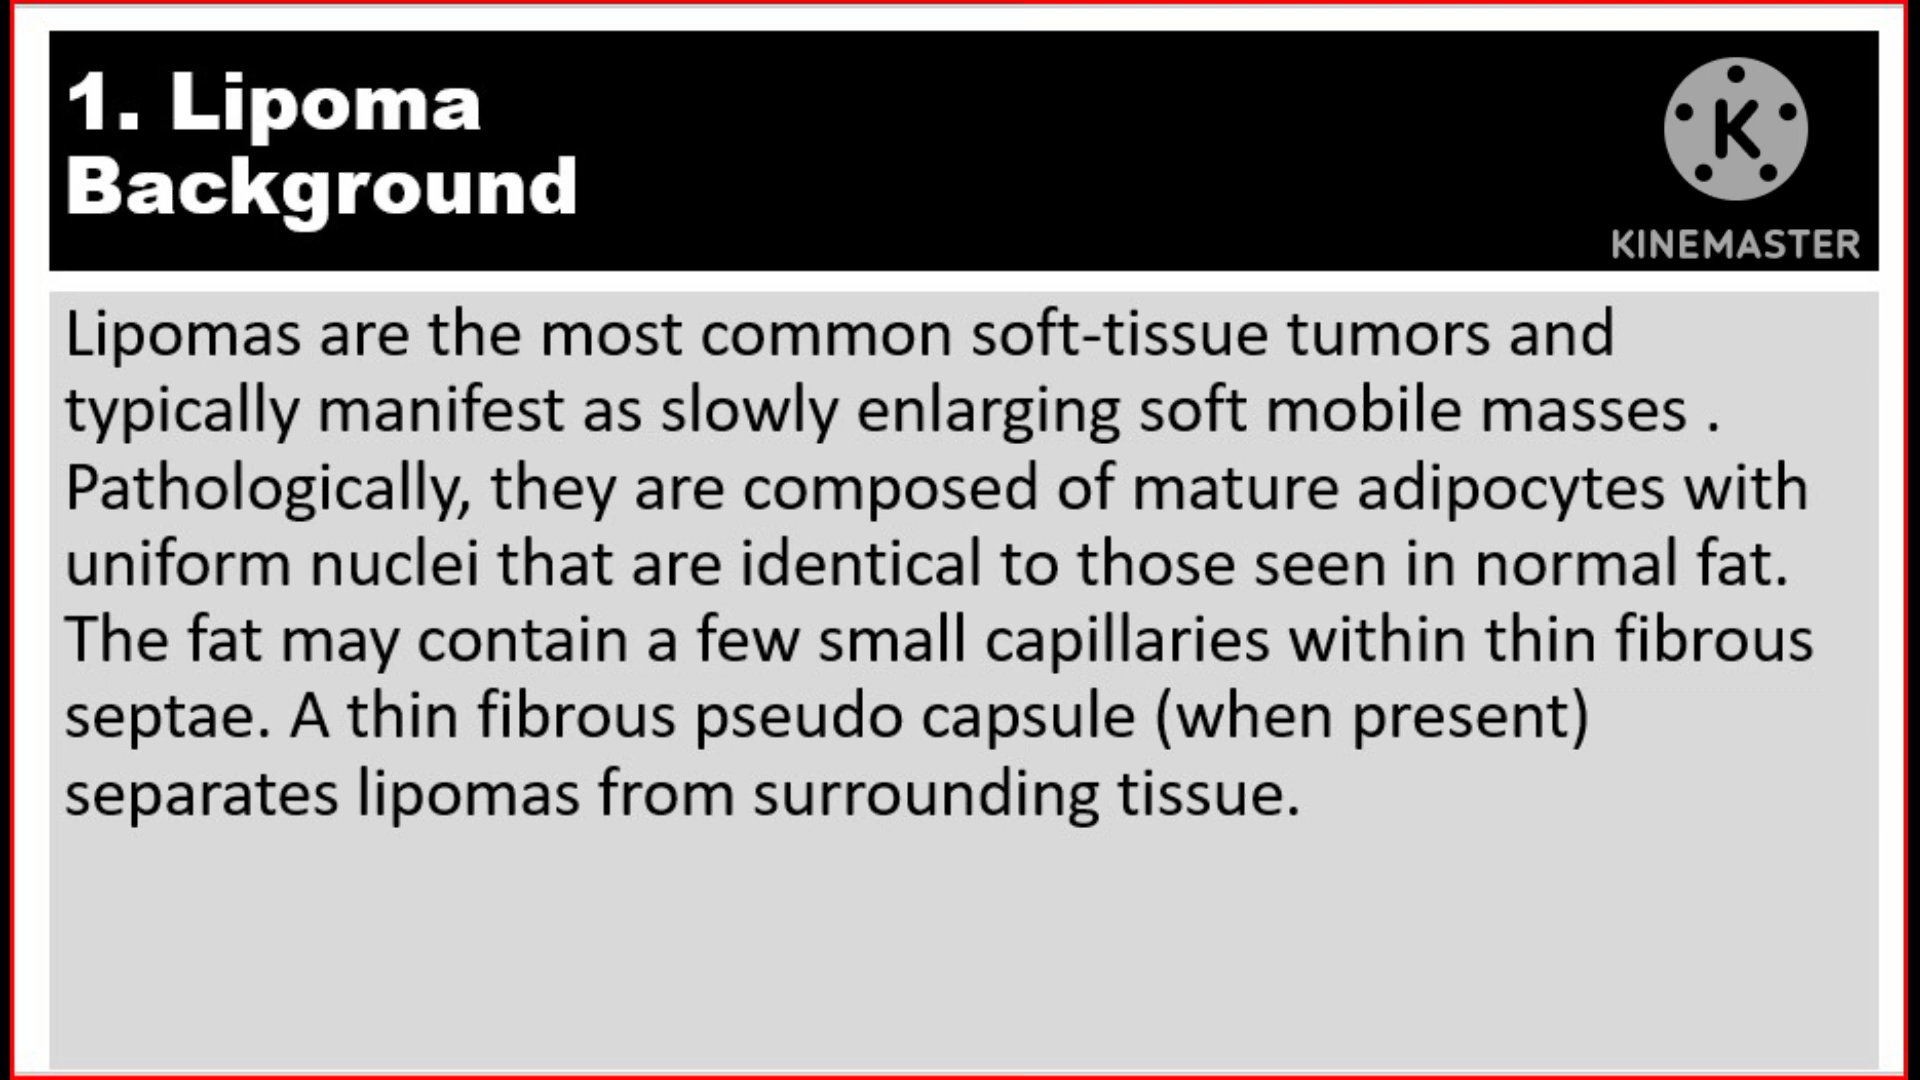 1. Lipoma
Background
K
KINEMASTER
Lipomas are the most common soft-tissue tumors and
typically manifest as slowly enlarging soft mobile masses .
Pathologically, they are composed of mature adipocytes with
uniform nuclei that are identical to those seen in normal fat.
The fat may contain a few small capillaries within thin fibrous
septae. A thin fibrous pseudo capsule (when present)
separates lipomas from surrounding tissue.